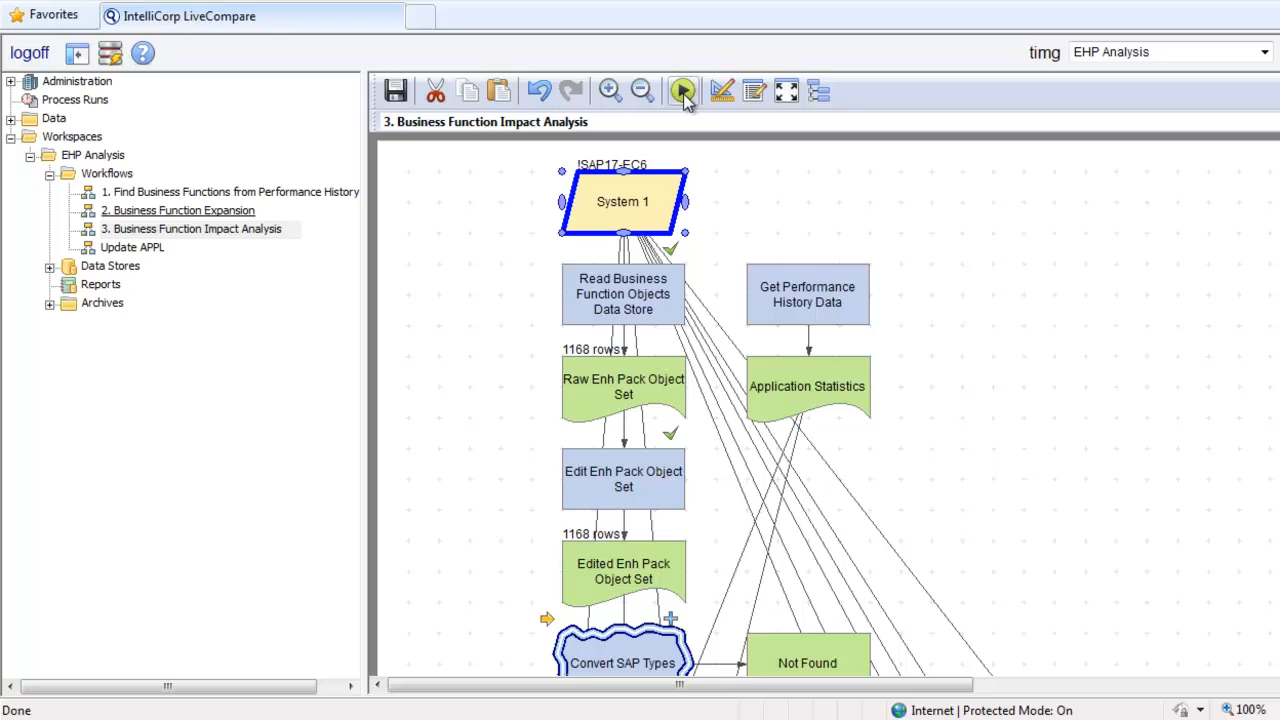 Favorites
IntelliCorp LiveCompare
logoff
timg
EHP Analysis
Administration
Process Runs
Data
Workspaces
EHP Analysis
Workflows
1. Find Business Functions from Performance History
2. Business Function Expansion
3. Business Function Impact Analysis
Update APPL
Data Stores
Reports
Archives
3. Business Function Impact Analysis
!SAP17-EC6
System 1
Read Business
Function Objects
Data Store
Get Performance
History Data
1168 rows
Raw Enh Pack Object
Set
Application Statistics
Edit Enh Pack Object
Set
1168 rows
Edited Enh Pack
Object Set
Convert SAP Types
Not Found
Done
Internet | Protected Mode: On
100%